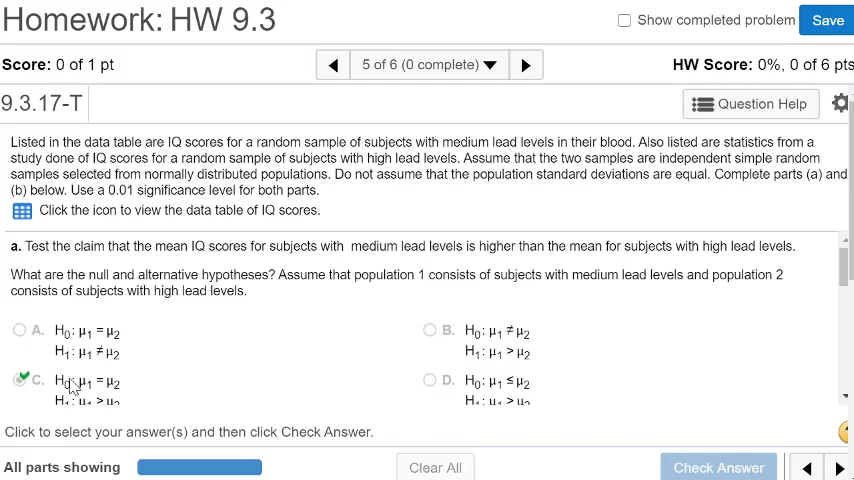 Homework: HW 9.3
Show completed problem
Save
Score: 0 of 1 pt
5 of 6 (0 complete)
HW Score: 0%, 0 of 6 pts
9.3.17-T
Question Help
Listed in the data table are IQ scores for a random sample of subjects with medium lead levels in their blood. Also listed are statistics from a
study done of IQ scores for a random sample of subjects with high lead levels. Assume that the two samples are independent simple random
samples selected from normally distributed populations. Do not assume that the population standard deviations are equal. Complete parts (a) and
(b) below. Use a 0.01 significance level for both parts.
Click the icon to view the data table of IQ scores.
a. Test the claim that the mean IQ scores for subjects with medium lead levels is higher than the mean for subjects with high lead levels.
What are the null and alternative hypotheses? Assume that population 1 consists of subjects with medium lead levels and population 2
consists of subjects with high lead levels.
A. H₀: μ₁ = μ₂
H₁: μ₁ ≠ μ₂
B. H₀: μ₁ ≠ μ₂
H₁: μ₁ > μ₂
C. H₀: μ₁ = μ₂
H₁: μ₁ > μ₂
D. H₀: μ₁ ≤ μ₂
H₁: μ₁ > μ₂
Click to select your answer(s) and then click Check Answer.
All parts showing
Clear All
Check Answer